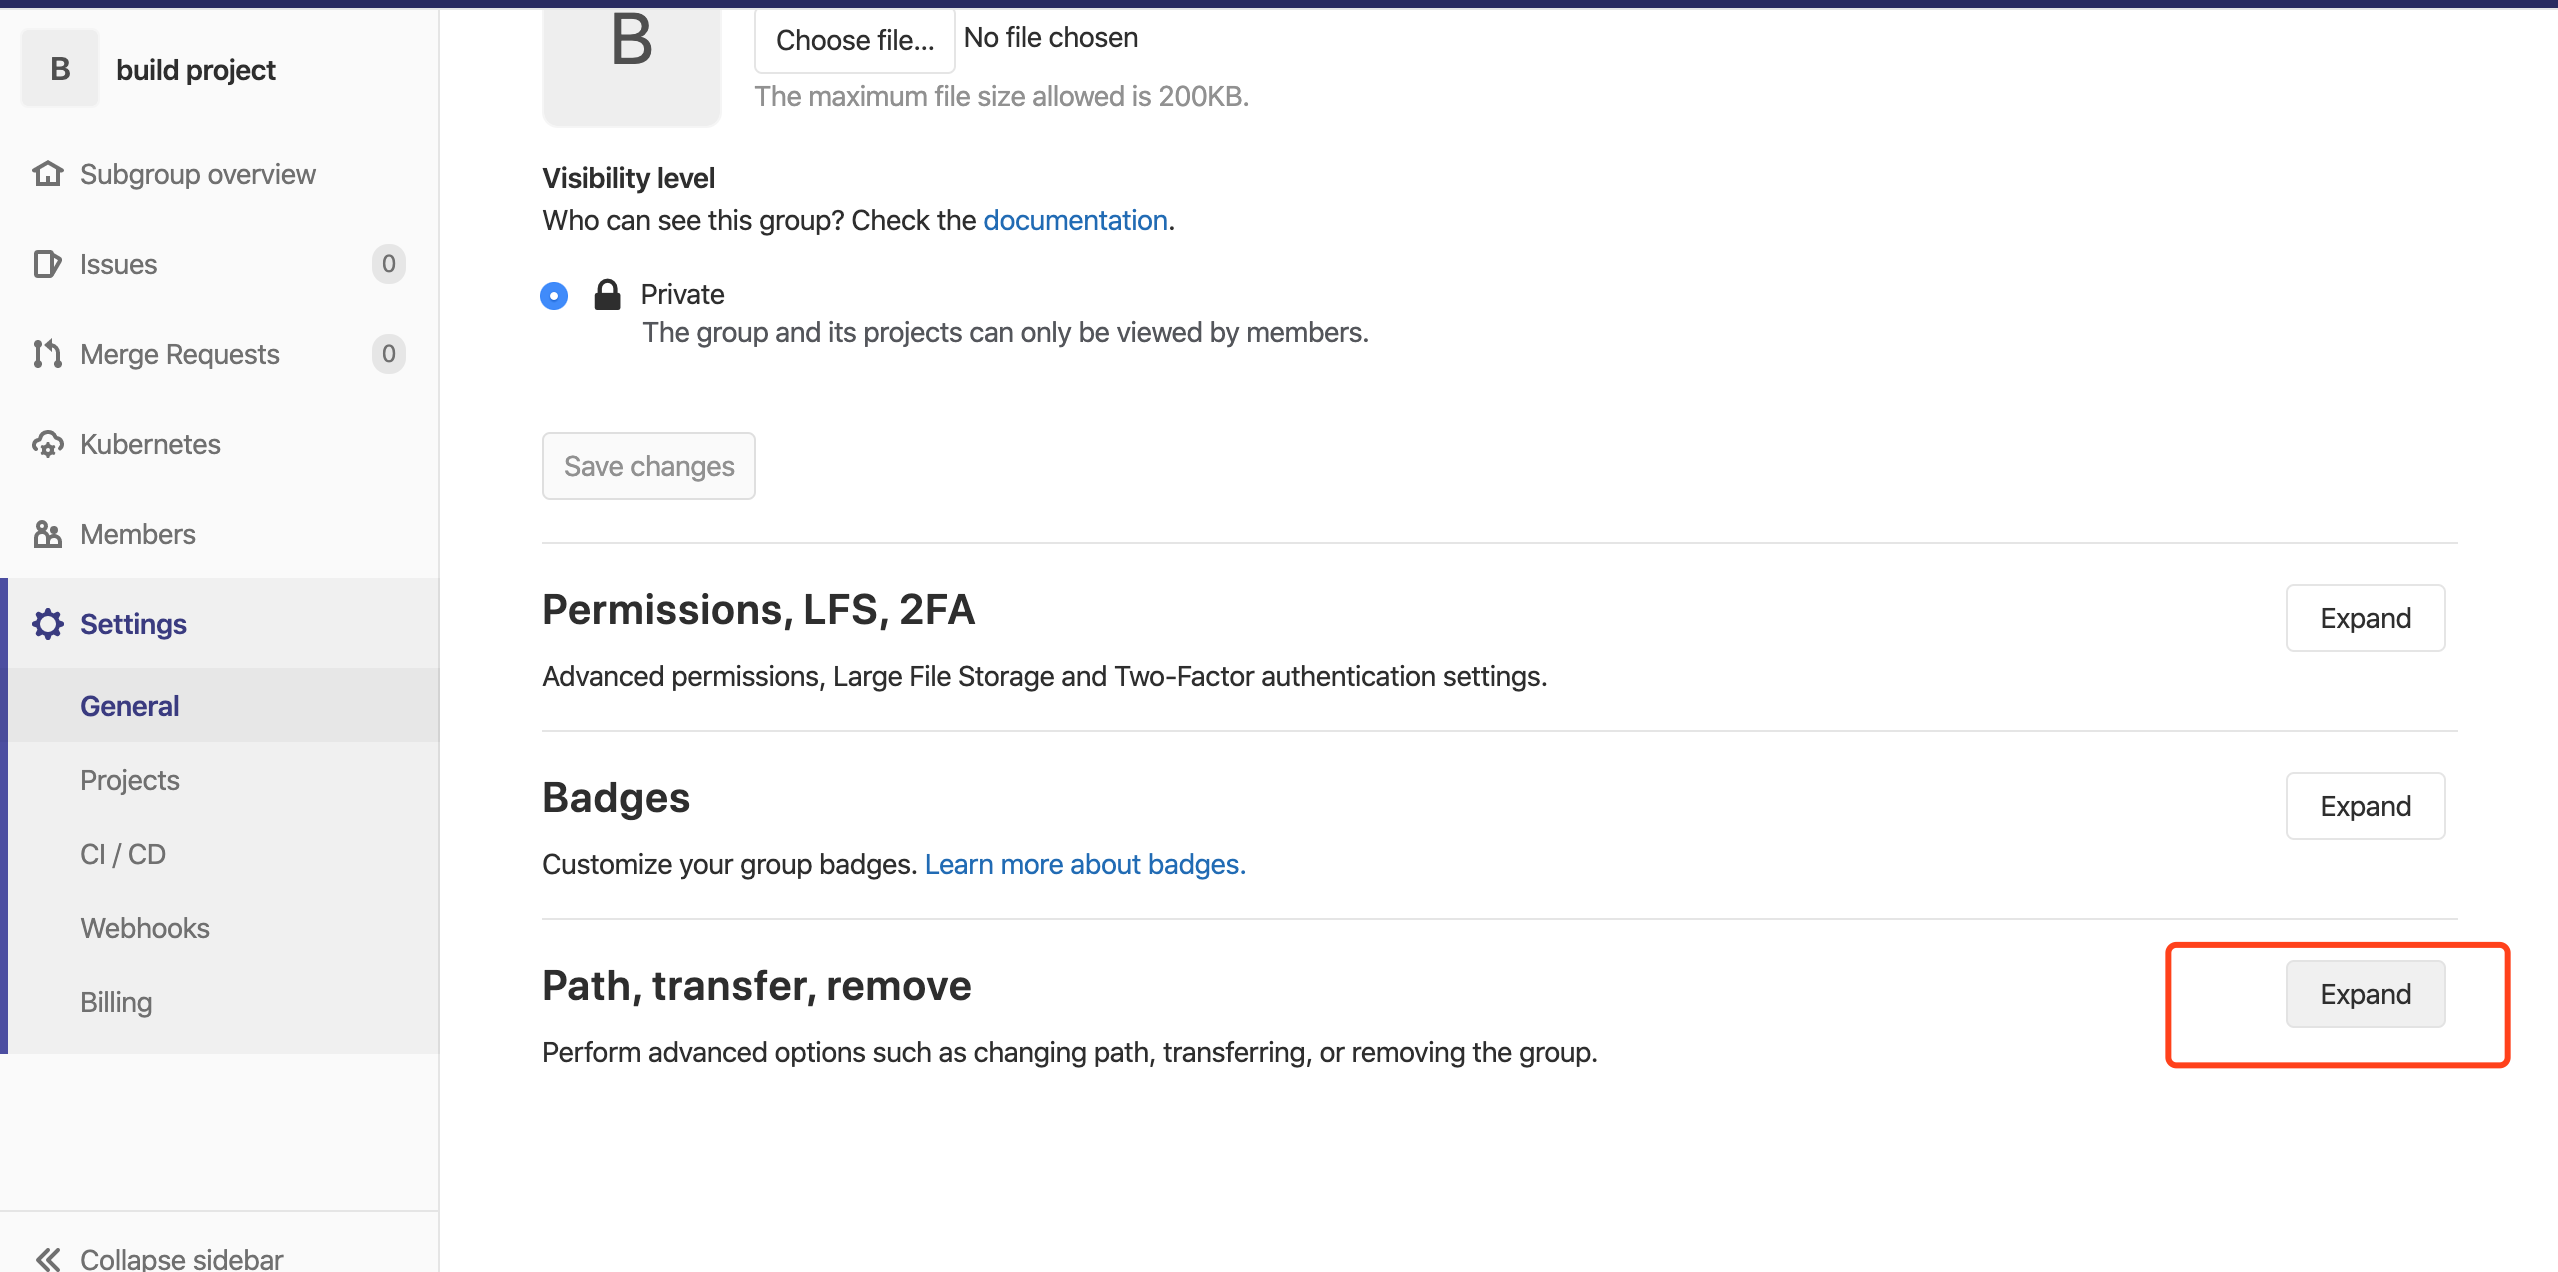 B build project
Subgroup overview
Issues 0
Merge Requests 0
Kubernetes
Members
Settings
General
Projects
CI / CD
Webhooks
Billing
Collapse sidebar
B
Choose file... No file chosen
The maximum file size allowed is 200KB.
Visibility level
Who can see this group? Check the documentation.
Private
The group and its projects can only be viewed by members.
Save changes
Permissions, LFS, 2FA
Expand
Advanced permissions, Large File Storage and Two-Factor authentication settings.
Badges
Expand
Customize your group badges. Learn more about badges.
Path, transfer, remove
Expand
Perform advanced options such as changing path, transferring, or removing the group.